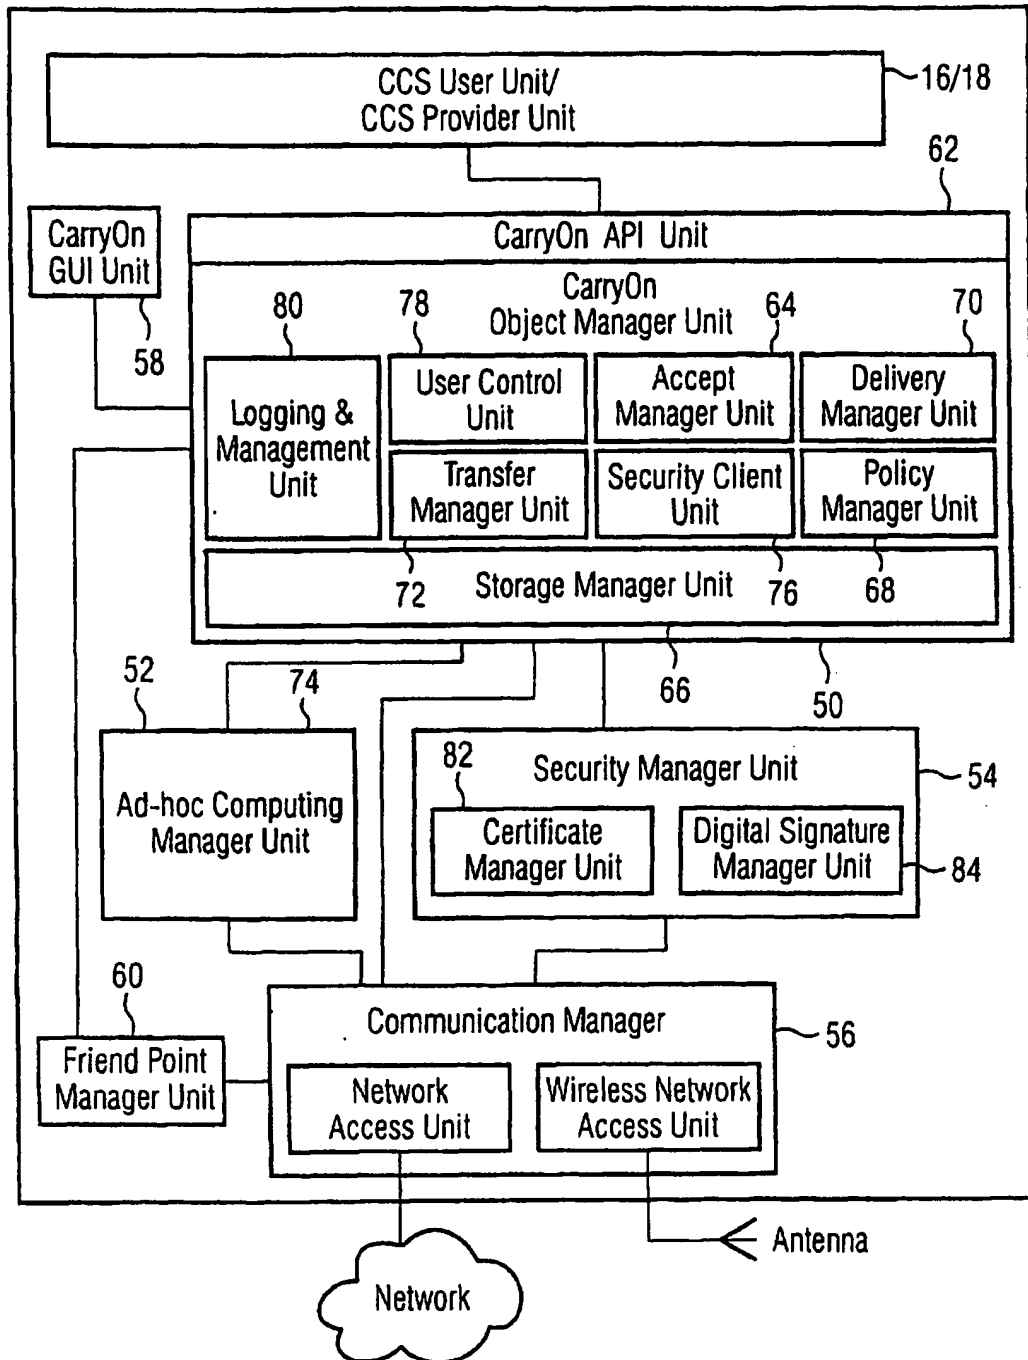 CCS User Unit/
CCS Provider Unit
16/18
62
CarryOn
GUI Unit
58
CarryOn API Unit
CarryOn
Object Manager Unit
80
78
64
70
Logging &
Management
Unit
User Control
Unit
Accept
Manager Unit
Delivery
Manager Unit
Transfer
Manager Unit
Security Client
Unit
Policy
Manager Unit
72
76
68
Storage Manager Unit
66
50
52
74
Ad-hoc Computing
Manager Unit
Security Manager Unit
54
82
Certificate
Manager Unit
Digital Signature
Manager Unit
84
60
Friend Point
Manager Unit
Communication Manager
56
Network
Access Unit
Wireless Network
Access Unit
Antenna
Network